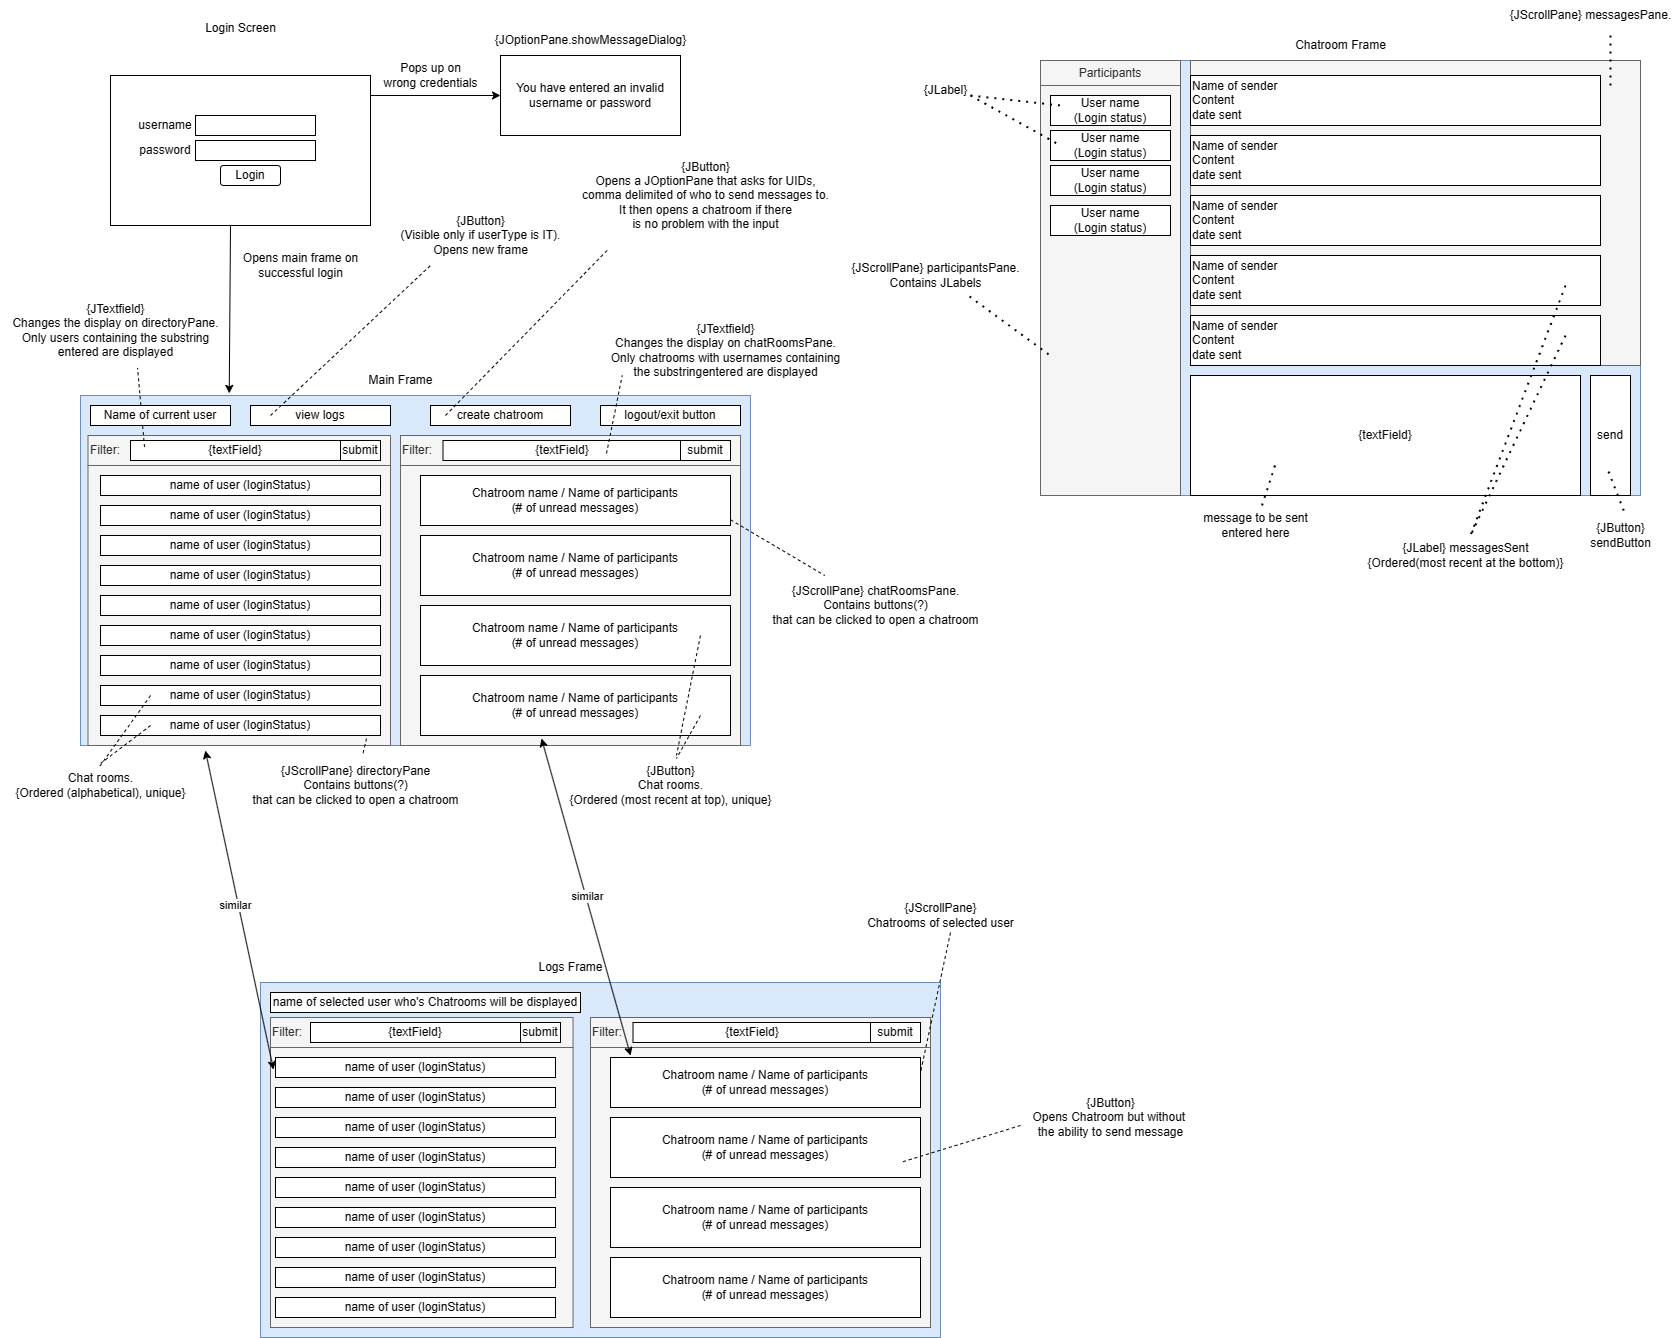 Login Screen
username
password
Login
Pops up on
wrong credentials
{JOptionPane.showMessageDialog}
You have entered an invalid
username or password
Opens main frame on
successful login
{JButton}
(Visible only if userType is IT).
Opens new frame
{JButton}
Opens a JOptionPane that asks for UIDs,
comma delimited of who to send messages to.
It then opens a chatroom if there
is no problem with the input
{JTextfield}
Changes the display on directoryPane.
Only users containing the substring
entered are displayed
{JTextfield}
Changes the display on chatRoomsPane.
Only chatrooms with usernames containing
the substringentered are displayed
Main Frame
Name of current user
view logs
create chatroom
logout/exit button
Filter:
{textField}
submit
Filter:
{textField}
submit
name of user (loginStatus)
name of user (loginStatus)
name of user (loginStatus)
name of user (loginStatus)
name of user (loginStatus)
name of user (loginStatus)
name of user (loginStatus)
name of user (loginStatus)
name of user (loginStatus)
Chatroom name / Name of participants
(# of unread messages)
Chatroom name / Name of participants
(# of unread messages)
Chatroom name / Name of participants
(# of unread messages)
Chatroom name / Name of participants
(# of unread messages)
{JScrollPane} chatRoomsPane.
Contains buttons(?)
that can be clicked to open a chatroom
Chat rooms.
{Ordered (alphabetical), unique}
{JScrollPane} directoryPane
Contains buttons(?)
that can be clicked to open a chatroom
{JButton}
Chat rooms.
{Ordered (most recent at top), unique}
{JScrollPane} messagesPane.
Chatroom Frame
{JLabel}
Participants
User name
(Login status)
User name
(Login status)
User name
(Login status)
User name
(Login status)
{JScrollPane} participantsPane.
Contains JLabels
Name of sender
Content
date sent
Name of sender
Content
date sent
Name of sender
Content
date sent
Name of sender
Content
date sent
Name of sender
Content
date sent
{textField}
send
message to be sent
entered here
{JLabel} messagesSent
{Ordered(most recent at the bottom)}
{JButton}
sendButton
similar
similar
{JScrollPane}
Chatrooms of selected user
Logs Frame
name of selected user who's Chatrooms will be displayed
Filter:
{textField}
submit
Filter:
{textField}
submit
name of user (loginStatus)
name of user (loginStatus)
name of user (loginStatus)
name of user (loginStatus)
name of user (loginStatus)
name of user (loginStatus)
name of user (loginStatus)
name of user (loginStatus)
name of user (loginStatus)
Chatroom name / Name of participants
(# of unread messages)
Chatroom name / Name of participants
(# of unread messages)
Chatroom name / Name of participants
(# of unread messages)
Chatroom name / Name of participants
(# of unread messages)
{JButton}
Opens Chatroom but without
the ability to send message